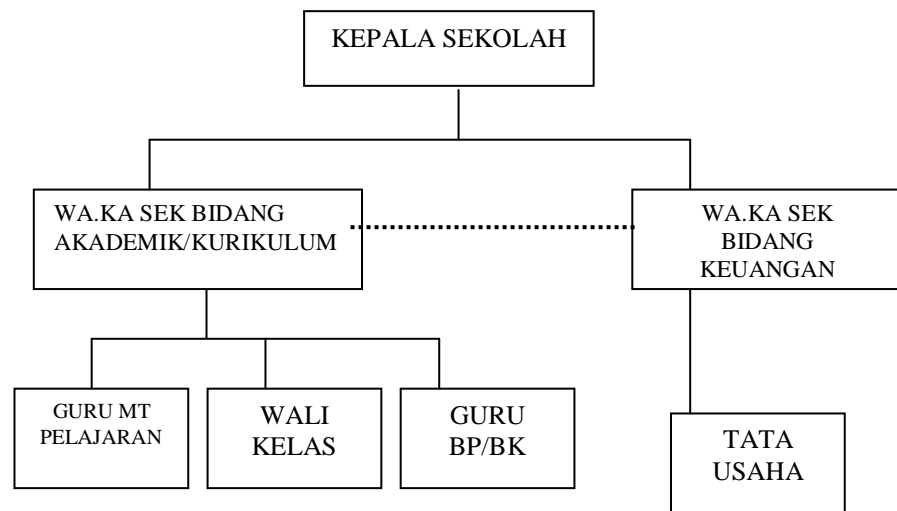 KEPALA SEKOLAH
WA.KA SEK BIDANG
AKADEMIK/KURIKULUM
WA.KA SEK
BIDANG
KEUANGAN
GURU MT
PELAJARAN
WALI
KELAS
GURU
BP/BK
TATA
USAHA